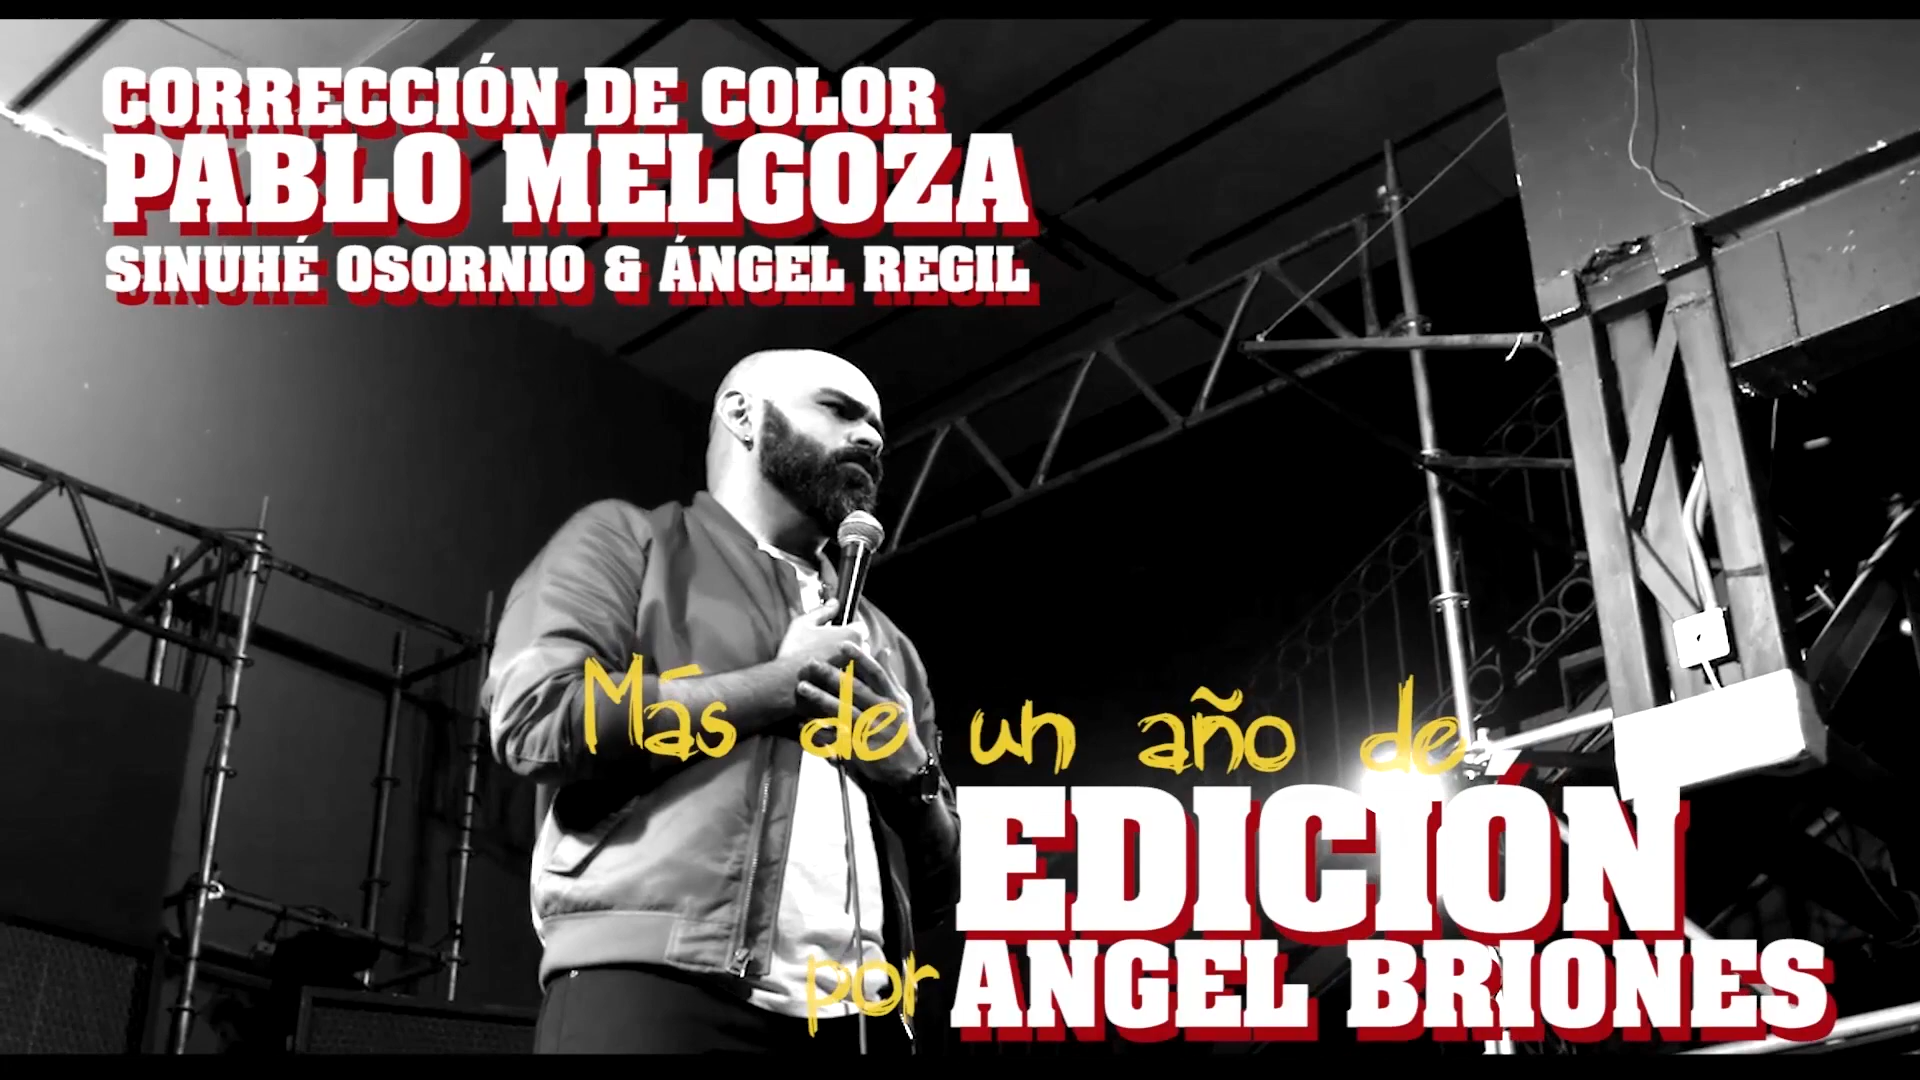 CORRECCIÓN DE COLOR
PABLO MELGOZA
SINUHÉ OSORNIO & ÁNGEL REGIL
Más de un año de
EDICIÓN
por ANGEL BRIONES